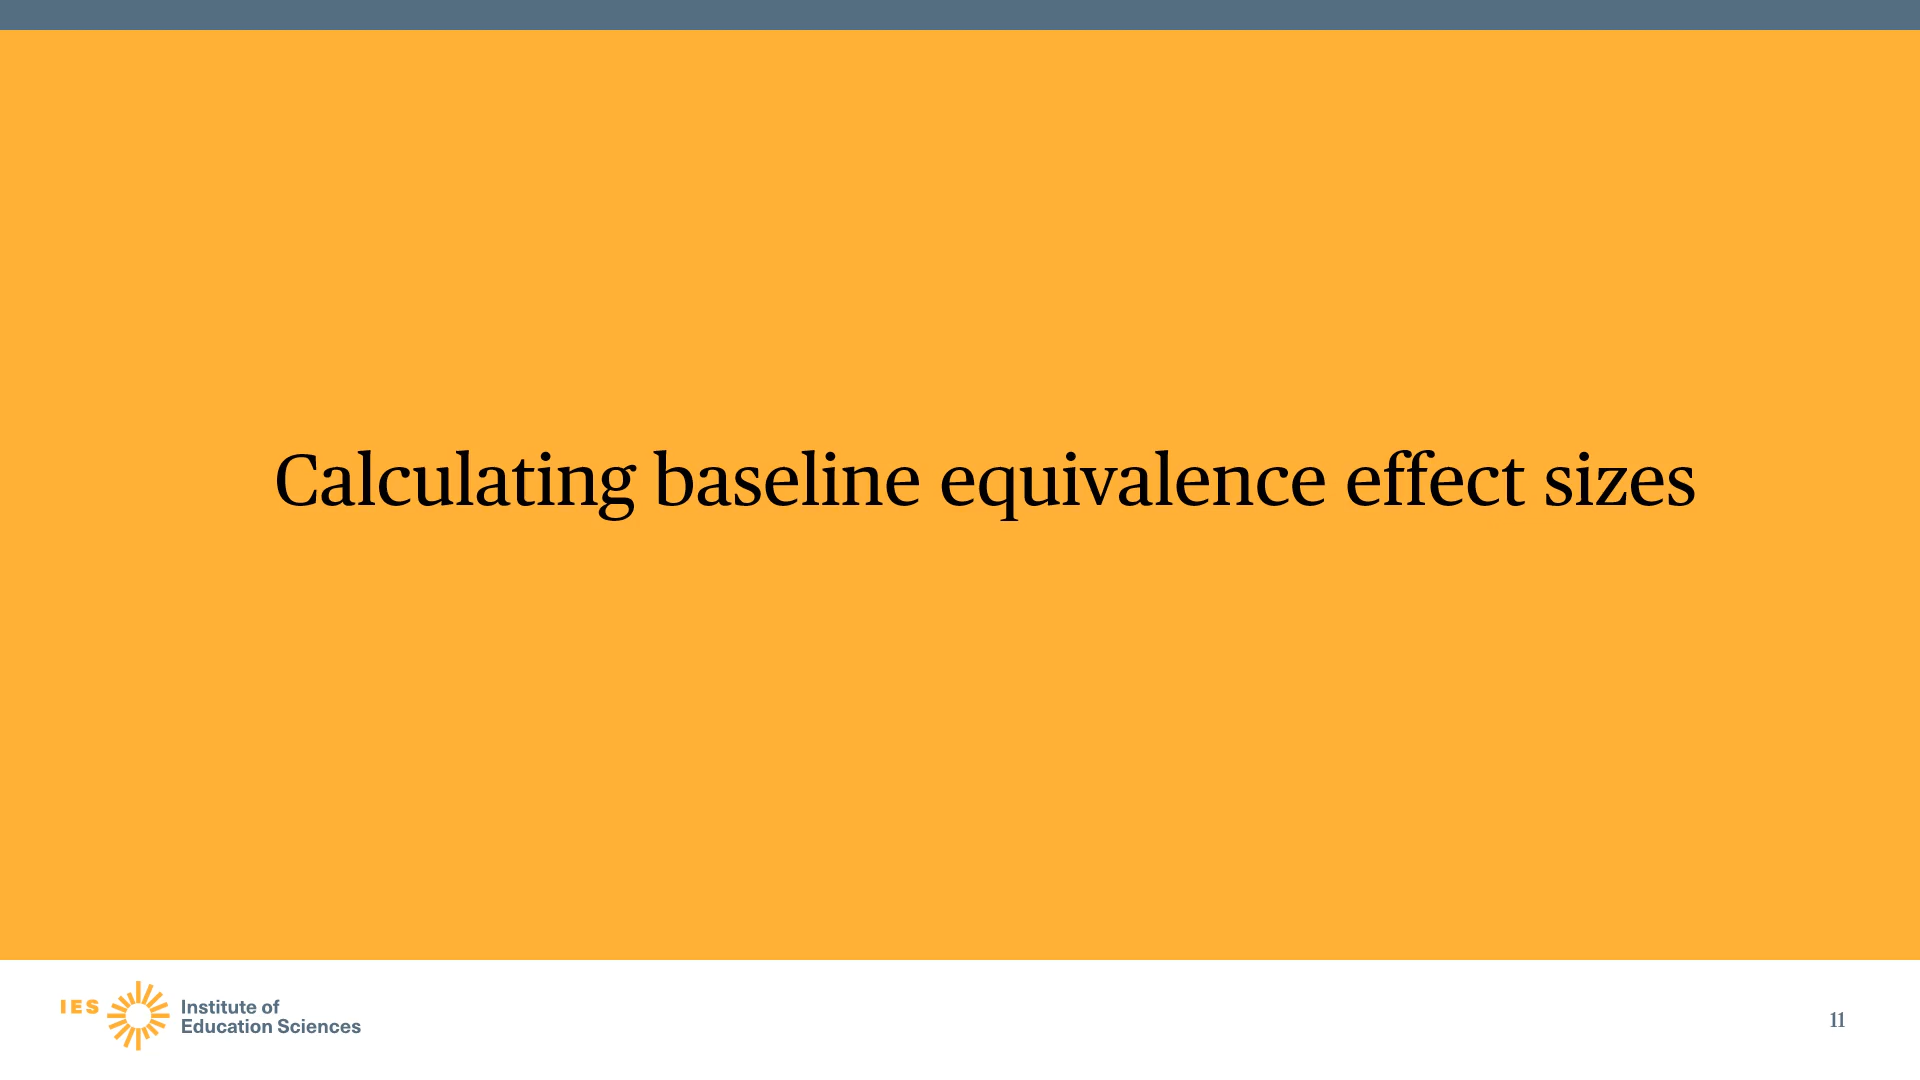 Calculating baseline equivalence effect sizes
IES
Institute of
Education Sciences
11